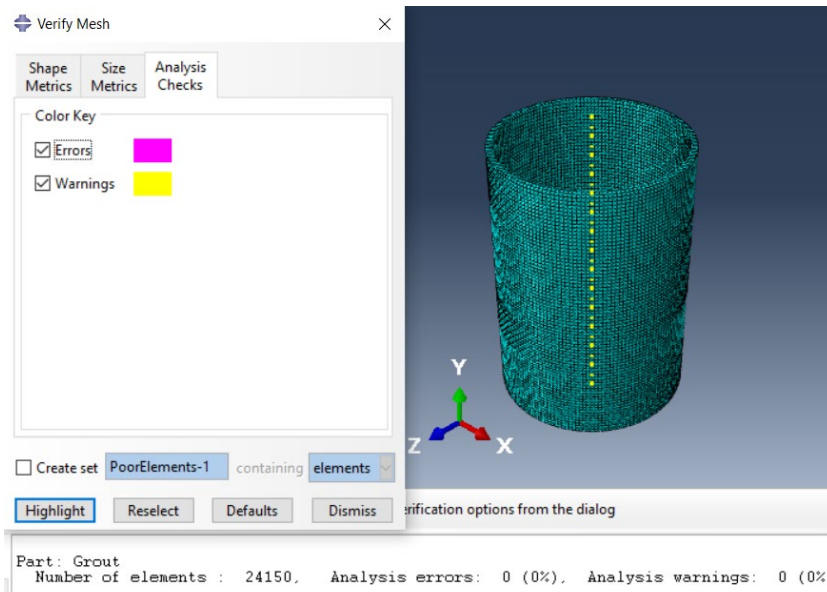 Verify Mesh
Shape Metrics
Size Metrics
Analysis Checks
Color Key
Errors
Warnings
Create set PoorElements-1 containing elements
Highlight Reselect Defaults Dismiss
Y
Z X
erification options from the dialog
Part: Grout
Number of elements : 24150, Analysis errors: 0 (0%), Analysis warnings: 0 (0%